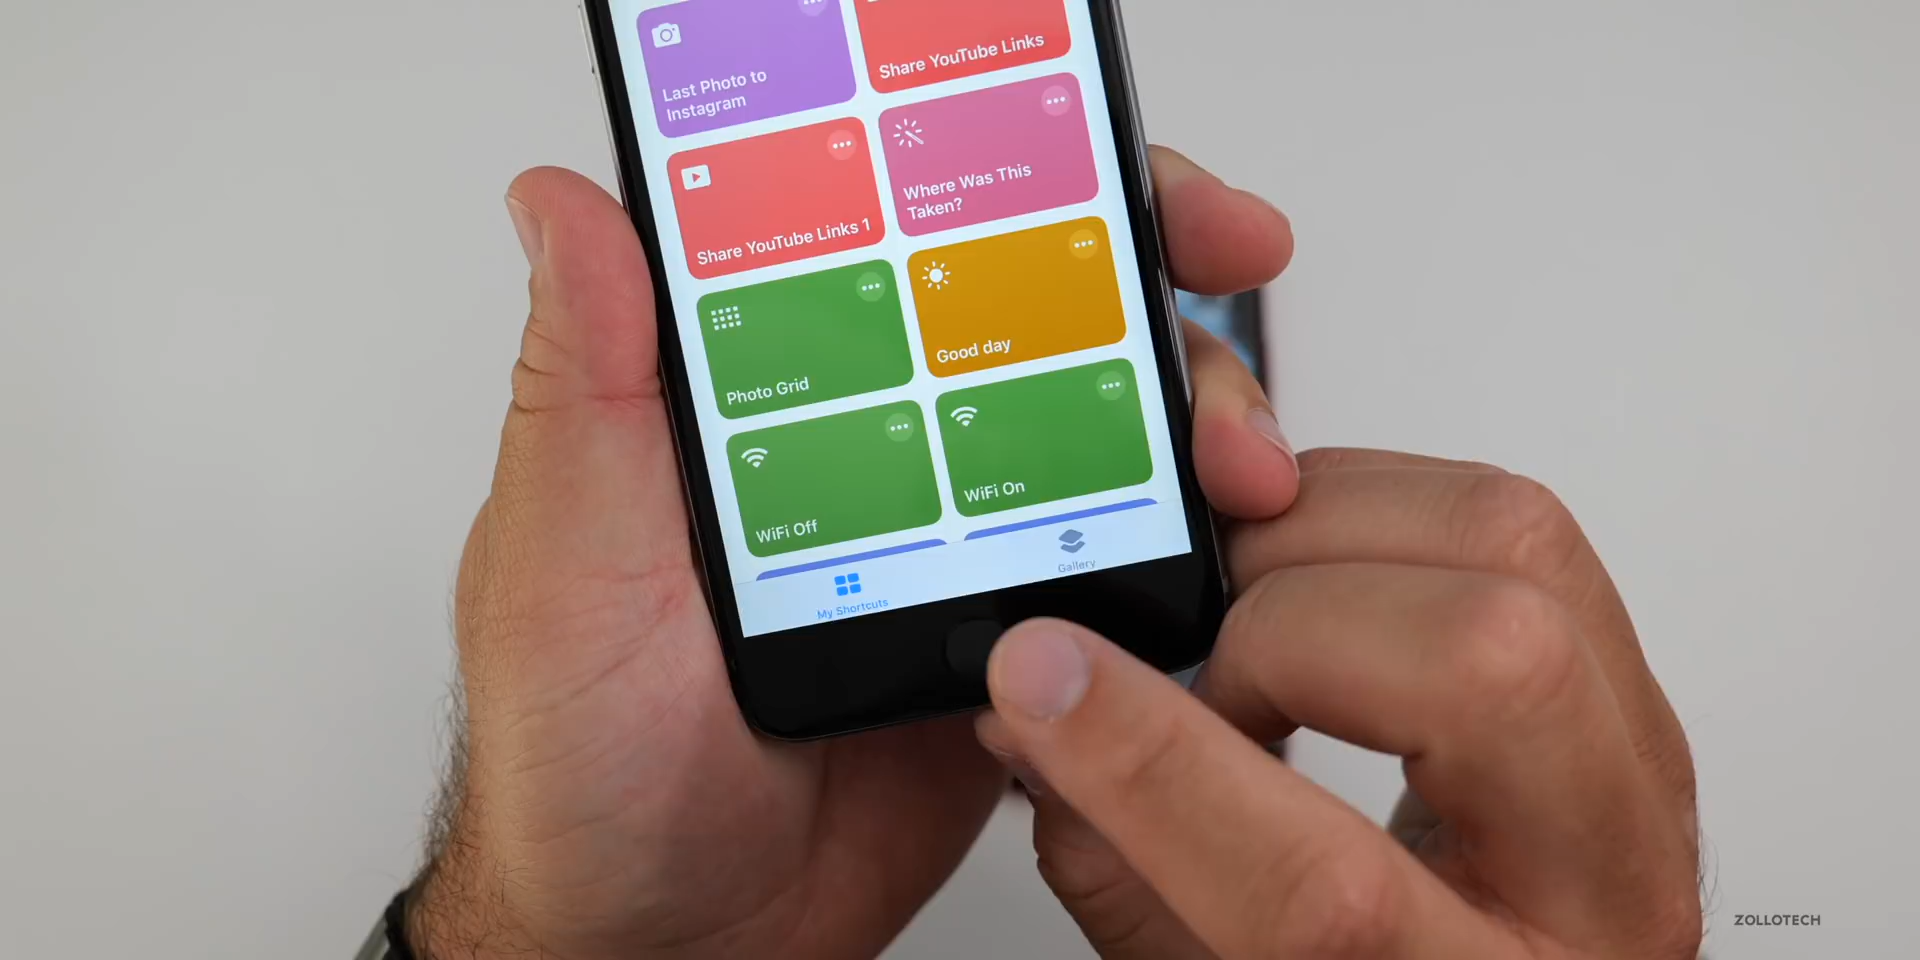 Last Photo to
Instagram
Share YouTube Links
Share YouTube Links 1
Where Was This
Taken?
Photo Grid
Good day
WiFi Off
WiFi On
My Shortcuts
Gallery
ZOLLOTECH